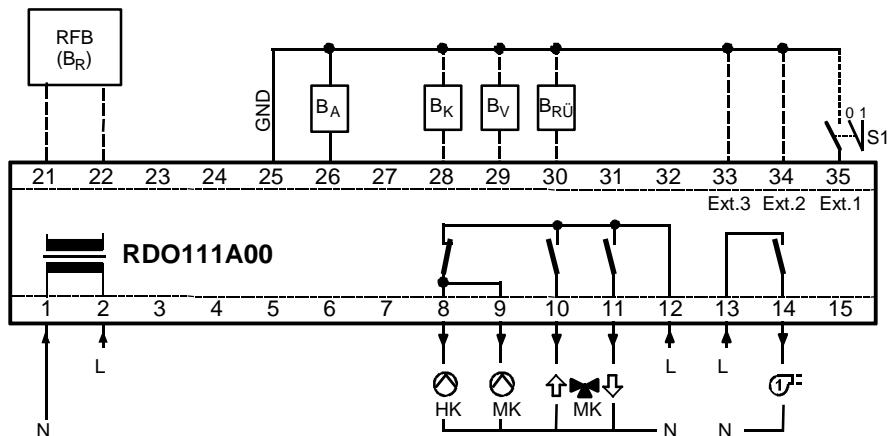 RFB
(BR)
GND
BA
BK
BV
BRÜ
0 1
S1
21 22 23 24 25 26 27 28 29 30 31 32 33 34 35
Ext.3 Ext.2 Ext.1
RDO111A00
1 2 3 4 5 6 7 8 9 10 11 12 13 14 15
L L L
1
HK MK MK
N N N